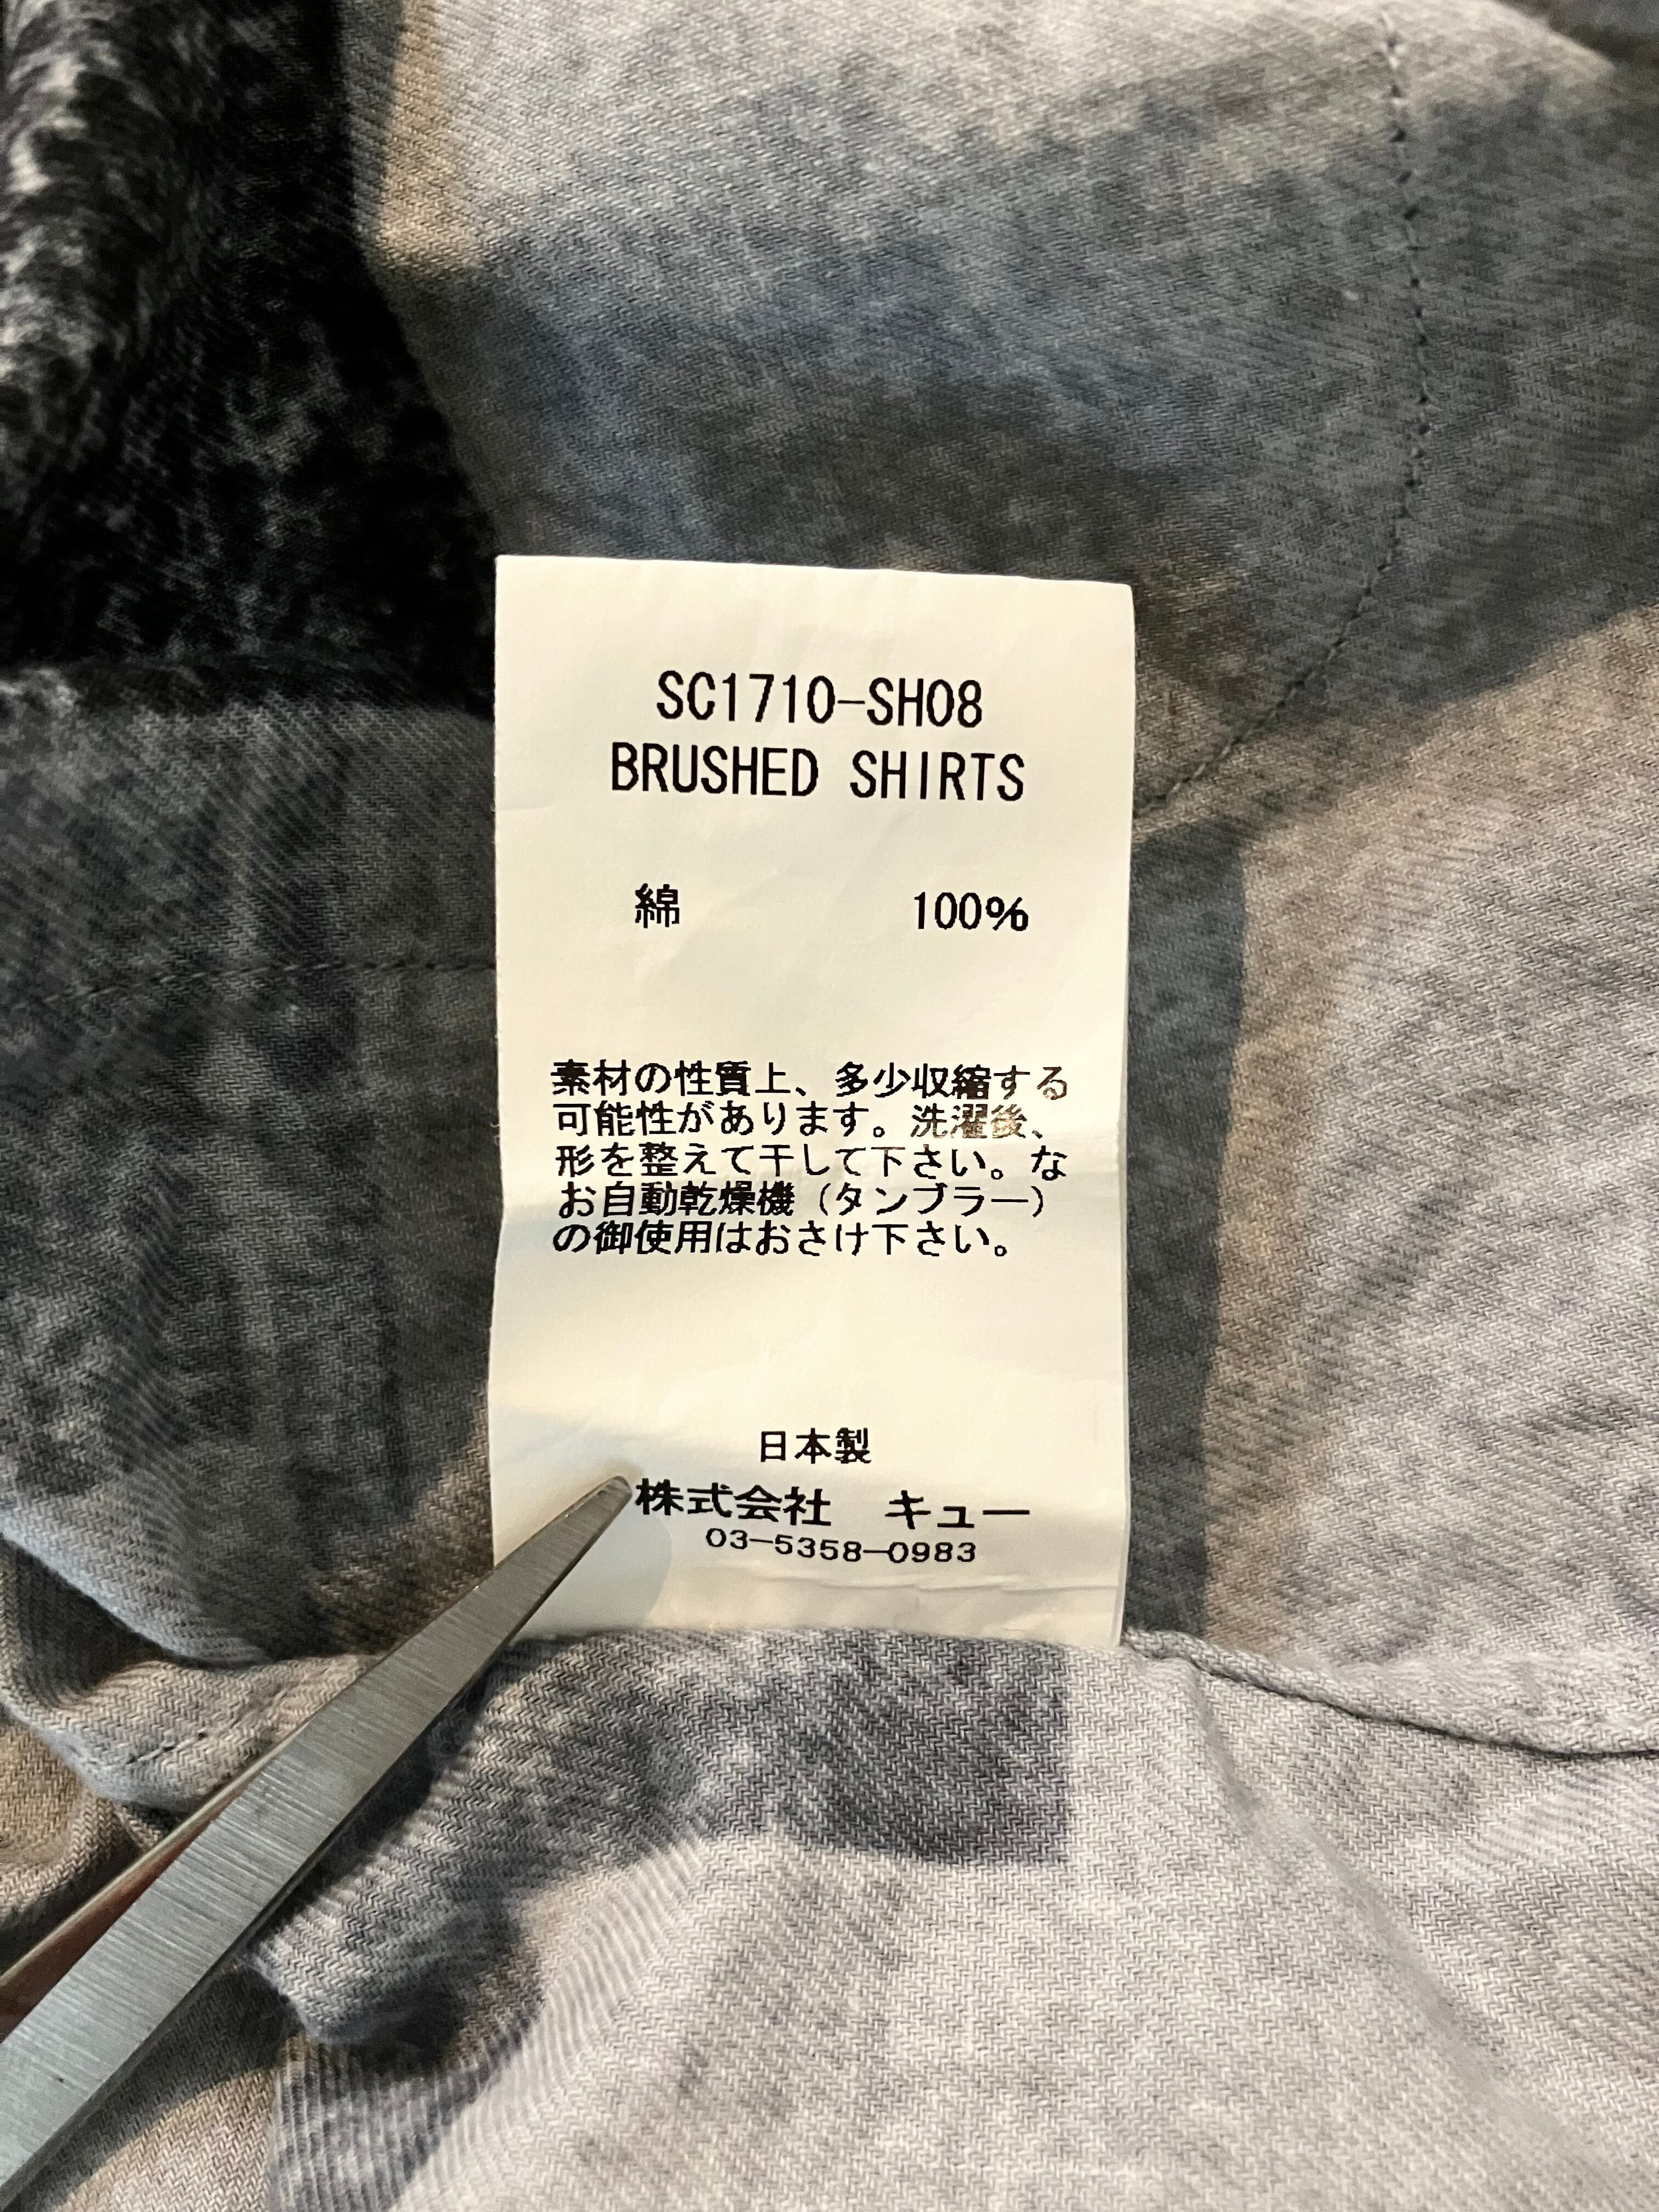 SC1710-SH08
BRUSHED SHIRTS
綿 100%
素材の性質上、多少収縮する
可能性があります。洗濯後、
形を整えて干して下さい。な
お自動乾燥機（タンブラー）
の御使用はおさけ下さい。
日本製
株式会社 キュー
03-5358-0983